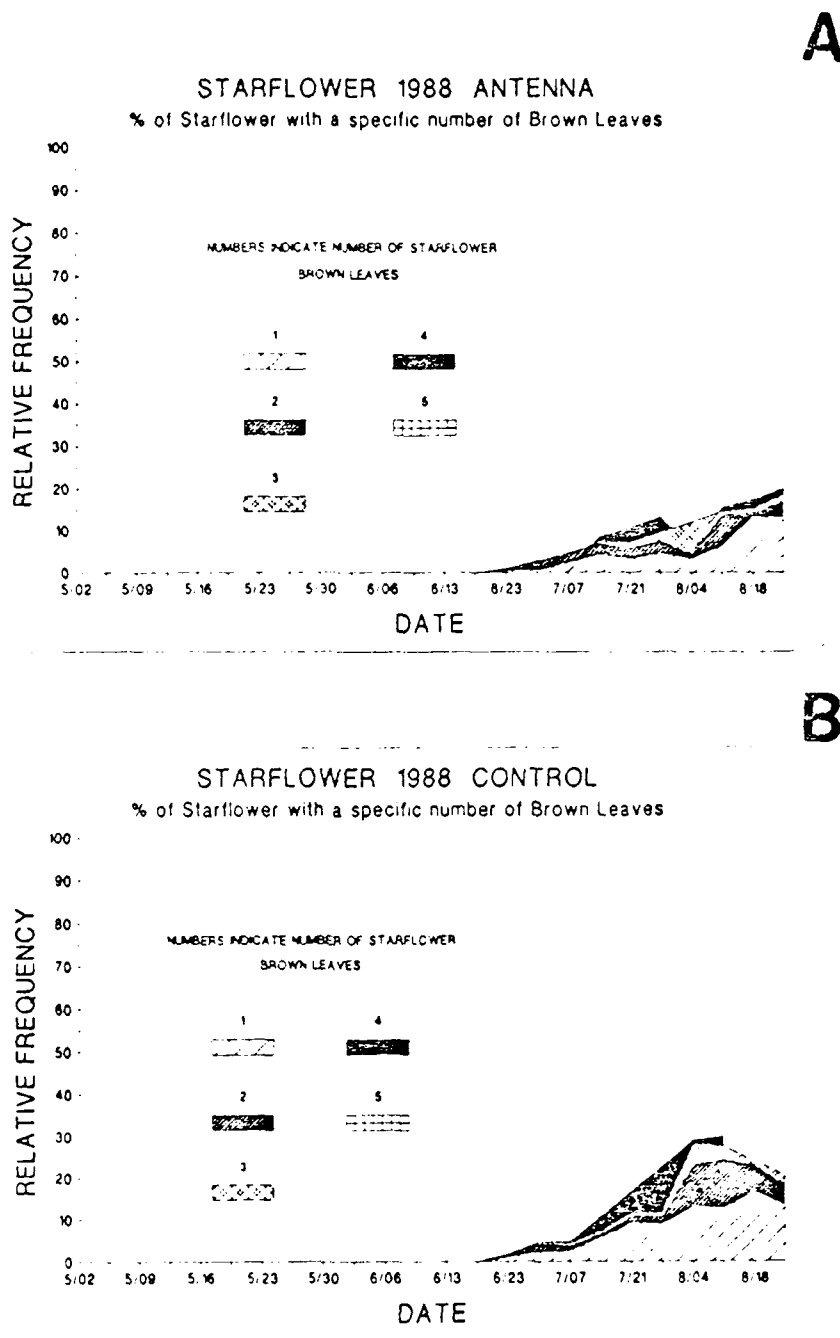 A
STARFLOWER 1988 ANTENNA
% of Starflower with a specific number of Brown Leaves
RELATIVE FREQUENCY
100
90
80
70
60
50
40
30
20
10
0
NUMBERS INDICATE NUMBER OF STARFLOWER
BROWN LEAVES
1 4
2 5
3
5/02 5/09 5.16 5/23 5/30 6/06 6/13 6/23 7/07 7/21 8/04 8/18
DATE
B
STARFLOWER 1988 CONTROL
% of Starflower with a specific number of Brown Leaves
RELATIVE FREQUENCY
100
90
80
70
60
50
40
30
20
10
0
NUMBERS INDICATE NUMBER OF STARFLOWER
BROWN LEAVES
1 4
2 5
3
5/02 5/09 5.16 5/23 5/30 6/06 6/13 6/23 7/07 7/21 8/04 8/18
DATE